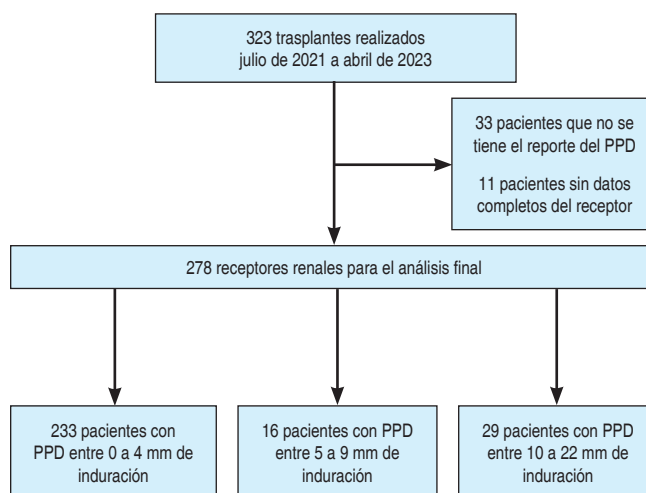 323 trasplantes realizados
julio de 2021 a abril de 2023
33 pacientes que no se
tiene el reporte del PPD
11 pacientes sin datos
completos del receptor
278 receptores renales para el análisis final
233 pacientes con
PPD entre 0 a 4 mm de
induración
16 pacientes con PPD
entre 5 a 9 mm de
induración
29 pacientes con PPD
entre 10 a 22 mm de
induración